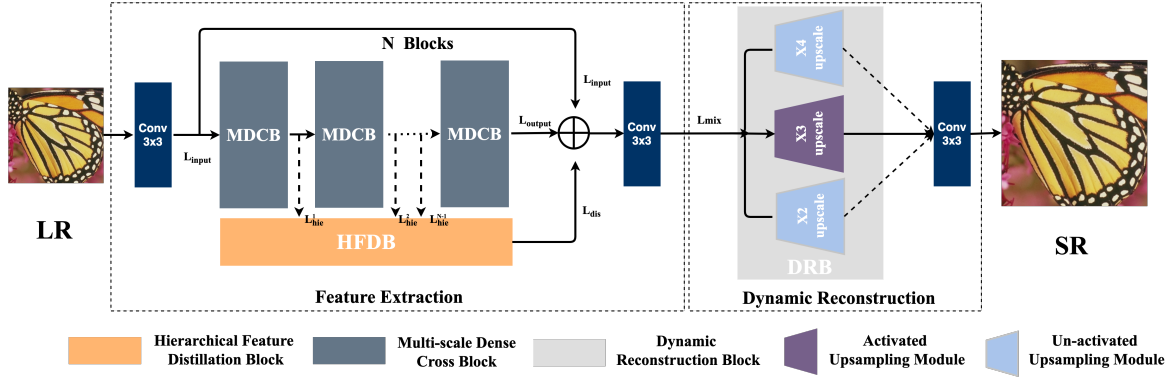 N Blocks
L_input
LR
Conv
3x3
L_input
MDCB
MDCB
MDCB
L_output
L_hie^1
L_hie^2
L_hie^N-1
HFDB
L_dis
Conv
3x3
Feature Extraction
Lmix
X4
upscale
X3
upscale
X2
upscale
DRB
Conv
3x3
Dynamic Reconstruction
SR
Hierarchical Feature
Distillation Block
Multi-scale Dense
Cross Block
Dynamic
Reconstruction Block
Activated
Upsampling Module
Un-activated
Upsampling Module